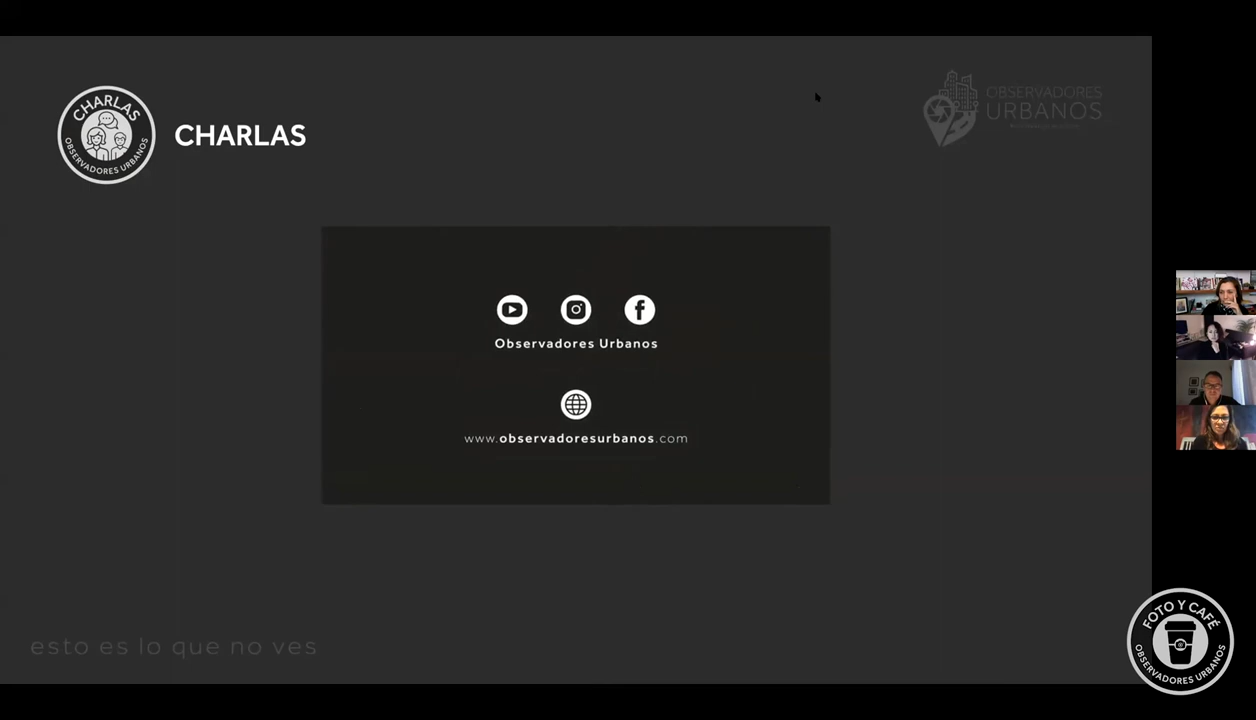 CHARLAS
OBSERVADORES URBANOS
CHARLAS
OBSERVADORES
URBANOS
Observadores Urbanos
www.observadoresurbanos.com
esto es lo que no ves
FOTO Y CAFÉ
OBSERVADORES URBANOS